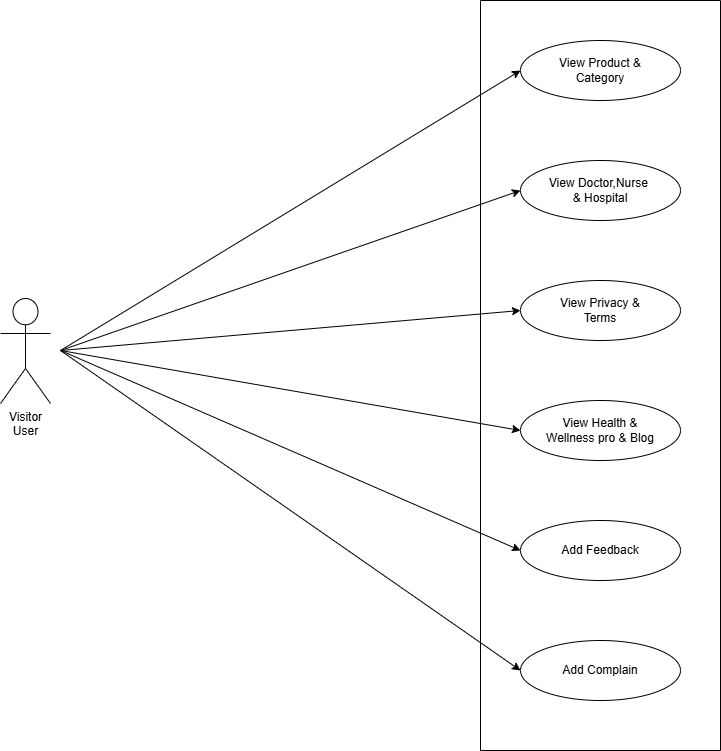 View Product &
Category
View Doctor,Nurse
& Hospital
View Privacy &
Terms
Visitor
User
View Health &
Wellness pro & Blog
Add Feedback
Add Complain